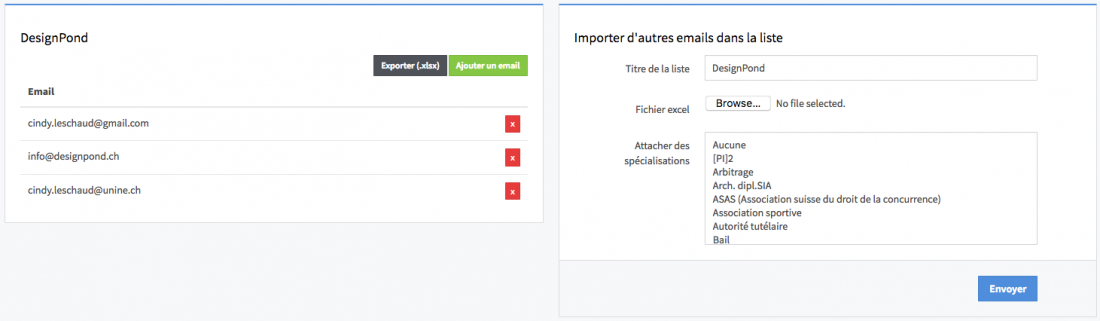 DesignPond
Exporter (.xlsx) Ajouter un email
Email
cindy.leschaud@gmail.com x
info@designpond.ch x
cindy.leschaud@unine.ch x
Importer d'autres emails dans la liste
Titre de la liste DesignPond
Fichier excel Browse... No file selected.
Attacher des
spécialisations
Aucune
[PI]2
Arbitrage
Arch. dipl.SIA
ASAS (Association suisse du droit de la concurrence)
Association sportive
Autorité tutélaire
Bail
Envoyer